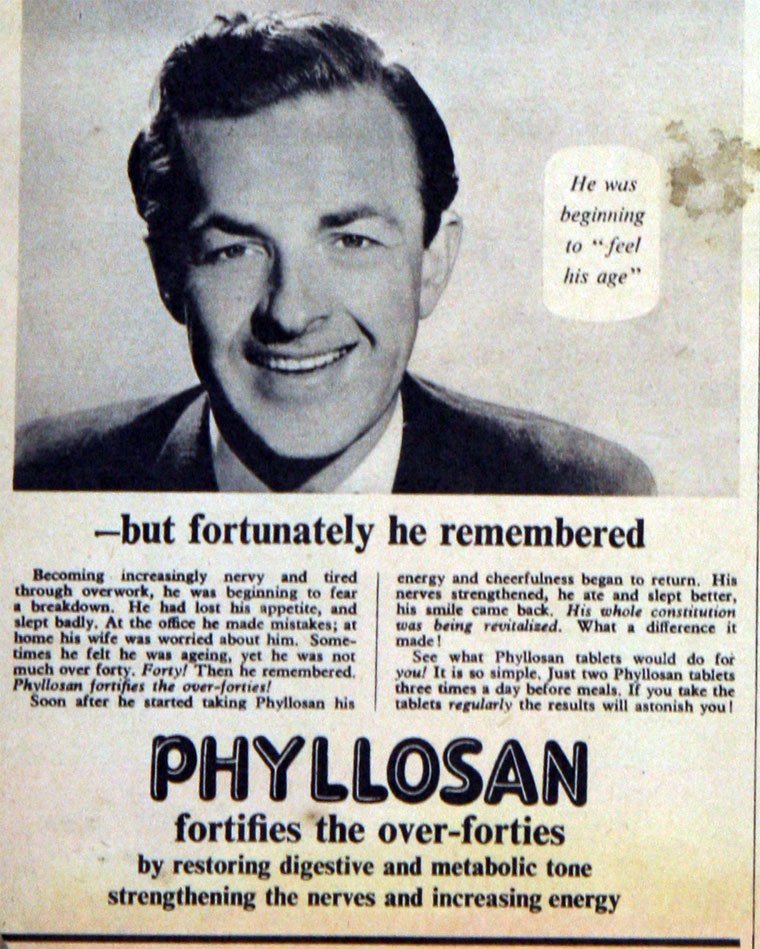 He was
beginning
to “feel
his age”
—but fortunately he remembered
Becoming increasingly nervy and tired
through overwork, he was beginning to fear
a breakdown. He had lost his appetite, and
slept badly. At the office he made mistakes; at
home his wife was worried about him. Some-
times he felt he was ageing, yet he was not
much over forty. Forty! Then he remembered.
Phyllosan fortifies the over-forties!
Soon after he started taking Phyllosan his
energy and cheerfulness began to return. His
nerves strengthened, he ate and slept better,
his smile came back. His whole constitution
was being revitalized. What a difference it
made!
See what Phyllosan tablets would do for
you! It is so simple. Just two Phyllosan tablets
three times a day before meals. If you take the
tablets regularly the results will astonish you!
PHYLLOSAN
fortifies the over-forties
by restoring digestive and metabolic tone
strengthening the nerves and increasing energy